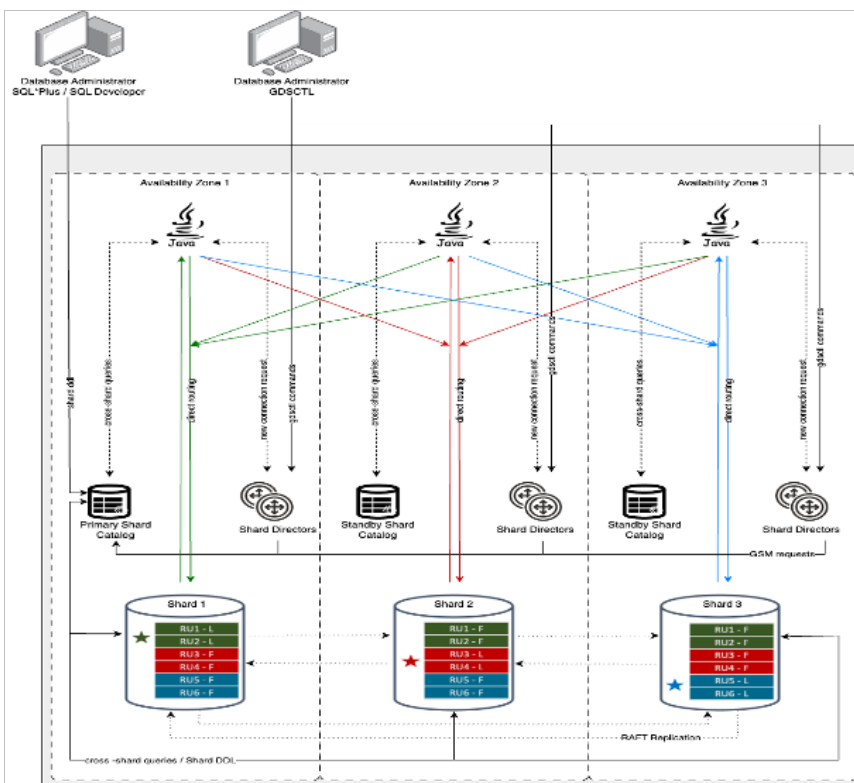 Database Administrator
SQL*Plus / SQL Developer
Database Administrator
GDSCTL
Availability Zone 1
Availability Zone 2
Availability Zone 3
Java
Java
Java
shard ddl
cross-shard queries
direct routing
new connection request
gdsctl commands
cross-shard queries
direct routing
new connection request
gdsctl commands
cross-shard queries
direct routing
new connection request
gdsctl commands
Primary Shard
Catalog
Shard Directors
Standby Shard
Catalog
Shard Directors
Standby Shard
Catalog
Shard Directors
GSM requests
Shard 1
RU1 - L
RU2 - L
RU3 - F
RU4 - F
RU5 - F
RU6 - F
Shard 2
RU1 - F
RU2 - F
RU3 - L
RU4 - L
RU5 - F
RU6 - F
Shard 3
RU1 - F
RU2 - F
RU3 - F
RU4 - F
RU5 - L
RU6 - L
RAFT Replication
cross -shard queries / Shard DDL